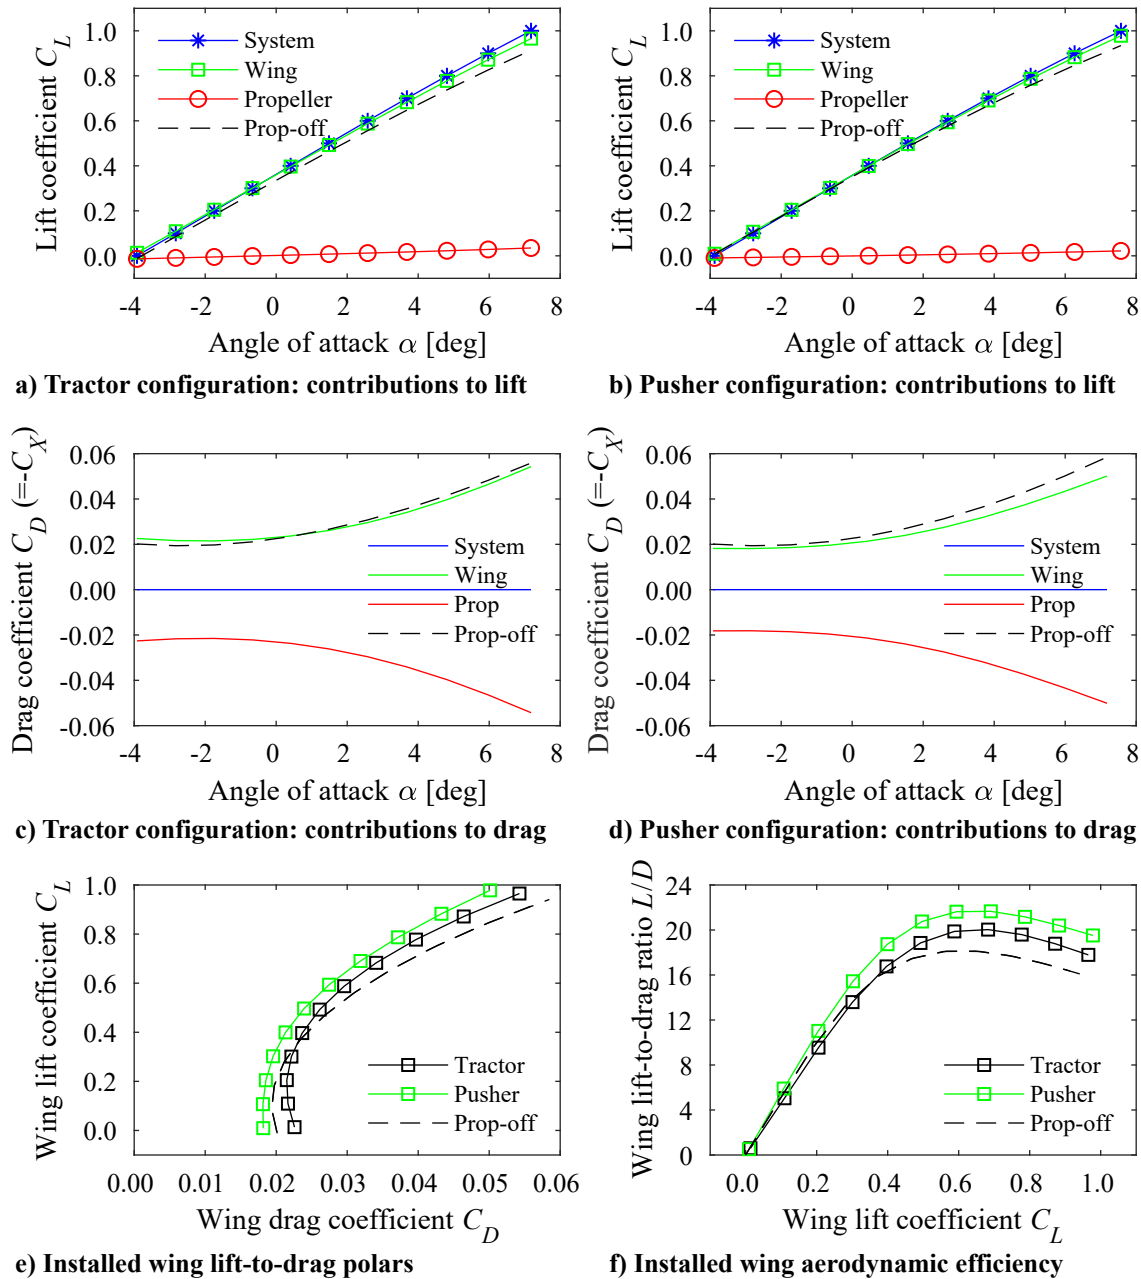 Lift coefficient C_L
1.0
0.8
0.6
0.4
0.2
0.0
System
Wing
Propeller
Prop-off
-4 -2 0 2 4 6 8
Angle of attack α [deg]
a) Tractor configuration: contributions to lift
Lift coefficient C_L
1.0
0.8
0.6
0.4
0.2
0.0
System
Wing
Propeller
Prop-off
-4 -2 0 2 4 6 8
Angle of attack α [deg]
b) Pusher configuration: contributions to lift
Drag coefficient C_D (=-C_X)
0.06
0.04
0.02
0.00
-0.02
-0.04
-0.06
System
Wing
Prop
Prop-off
-4 -2 0 2 4 6 8
Angle of attack α [deg]
c) Tractor configuration: contributions to drag
Drag coefficient C_D (=-C_X)
0.06
0.04
0.02
0.00
-0.02
-0.04
-0.06
System
Wing
Prop
Prop-off
-4 -2 0 2 4 6 8
Angle of attack α [deg]
d) Pusher configuration: contributions to drag
Wing lift coefficient C_L
1.0
0.8
0.6
0.4
0.2
0.0
Tractor
Pusher
Prop-off
0.00 0.01 0.02 0.03 0.04 0.05 0.06
Wing drag coefficient C_D
e) Installed wing lift-to-drag polars
Wing lift-to-drag ratio L/D
24
20
16
12
8
4
0
Tractor
Pusher
Prop-off
0.0 0.2 0.4 0.6 0.8 1.0
Wing lift coefficient C_L
f) Installed wing aerodynamic efficiency